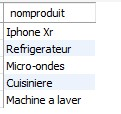 nomproduit
Iphone Xr
Refrigerateur
Micro-ondes
Cuisiniere
Machine a laver